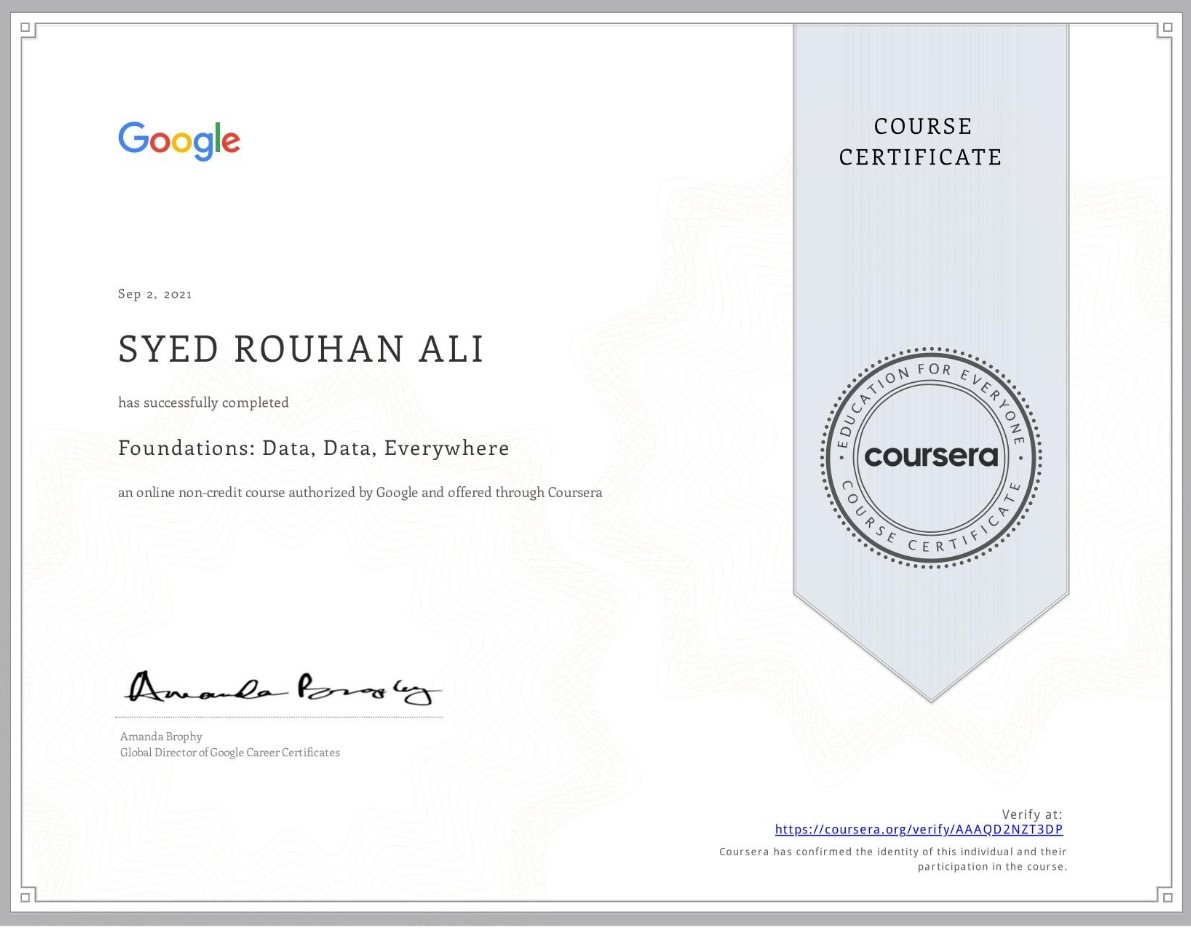 Google
COURSE
CERTIFICATE
Sep 2, 2021
SYED ROUHAN ALI
has successfully completed
Foundations: Data, Data, Everywhere
an online non-credit course authorized by Google and offered through Coursera
EDUCATION FOR EVERYONE
coursera
COURSE CERTIFICATE
Amanda Brophy
Amanda Brophy
Global Director of Google Career Certificates
Verify at:
https://coursera.org/verify/AAAQD2NZT3DP
Coursera has confirmed the identity of this individual and their
participation in the course.